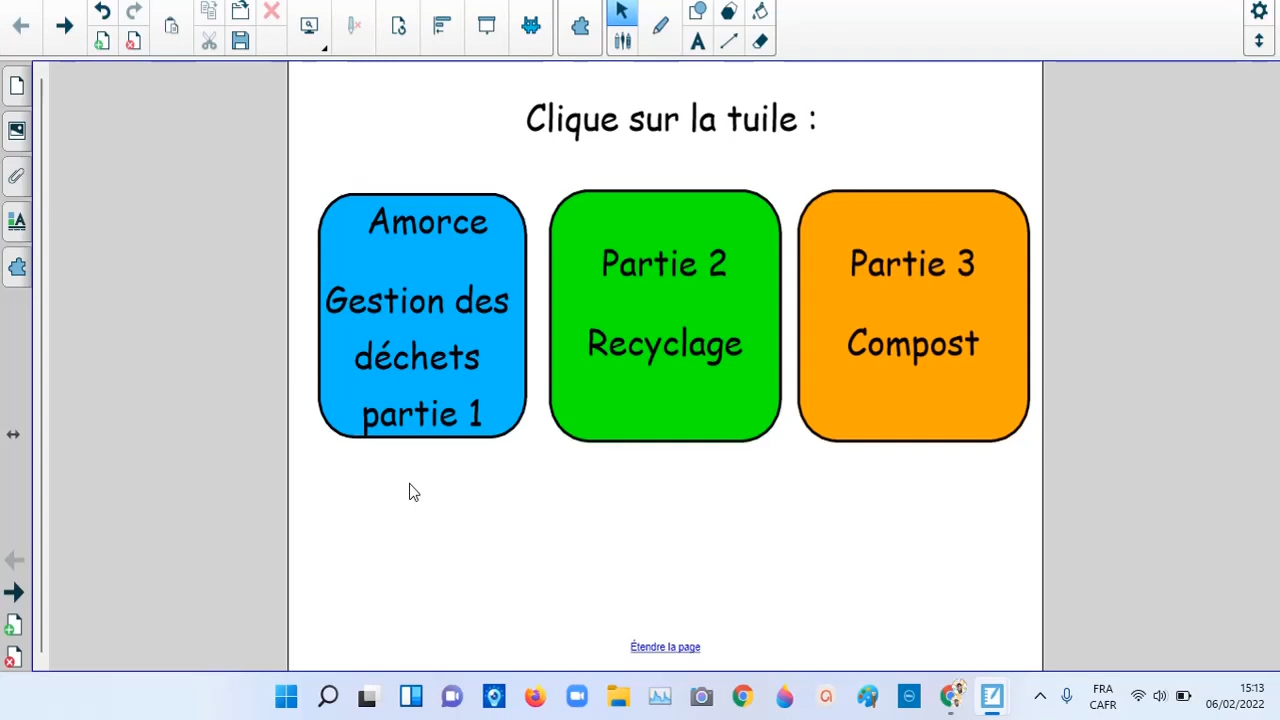 Clique sur la tuile :
Amorce
Gestion des
déchets
partie 1
Partie 2
Recyclage
Partie 3
Compost
Étendre la page
FRA
CAFR
15:13
06/02/2022